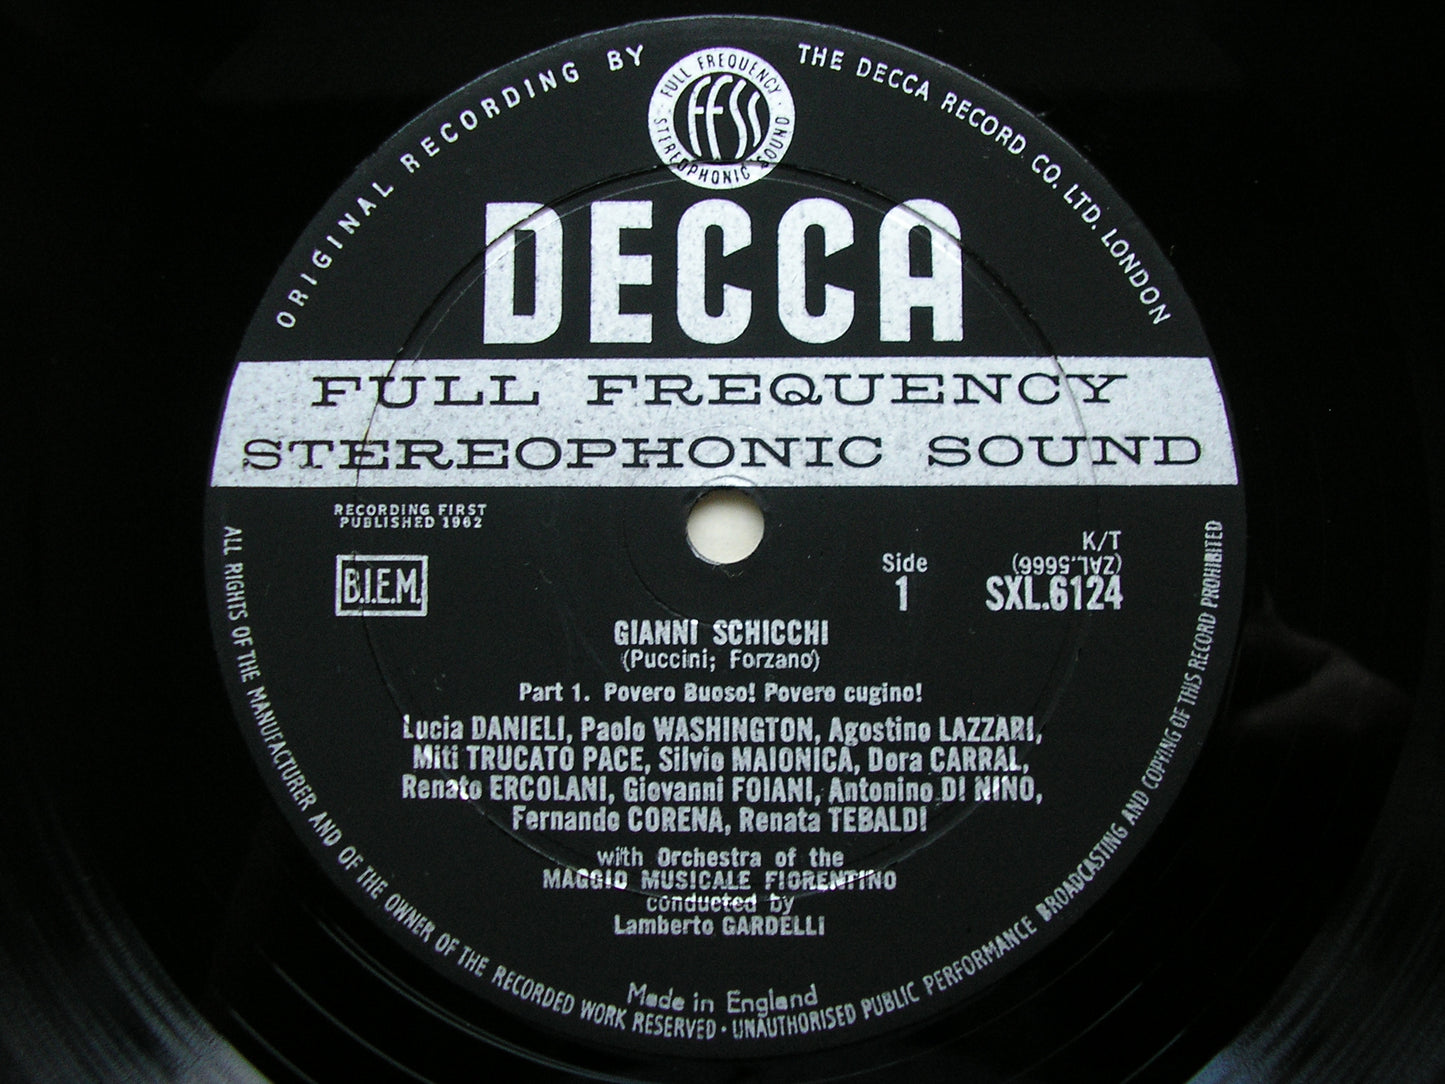 ORIGINAL RECORDING BY THE DECCA RECORD CO. LTD. LONDON
FULL FREQUENCY
FFSS
STEREOPHONIC SOUND
DECCA
FULL FREQUENCY
STEREOPHONIC SOUND
RECORDING FIRST
PUBLISHED 1962
B.I.E.M.
Side
1
K/T
(ZAL.5666)
SXL.6124
GIANNI SCHICCHI
(Puccini; Forzano)
Part 1. Povero Buoso! Povero cugino!
Lucia DANIELI, Paolo WASHINGTON, Agostino LAZZARI,
Miti TRUCATO PACE, Silvio MAIONICA, Dora CARRAL,
Renato ERCOLANI, Giovanni FOIANI, Antonino DI NINO,
Fernando CORENA, Renata TEBALDI
with Orchestra of the
MAGGIO MUSICALE FIORENTINO
conducted by
Lamberto GARDELLI
Made in England
ALL RIGHTS OF THE MANUFACTURER AND OF THE OWNER OF THE RECORDED WORK RESERVED · UNAUTHORISED PUBLIC PERFORMANCE BROADCASTING AND COPYING OF THIS RECORD PROHIBITED